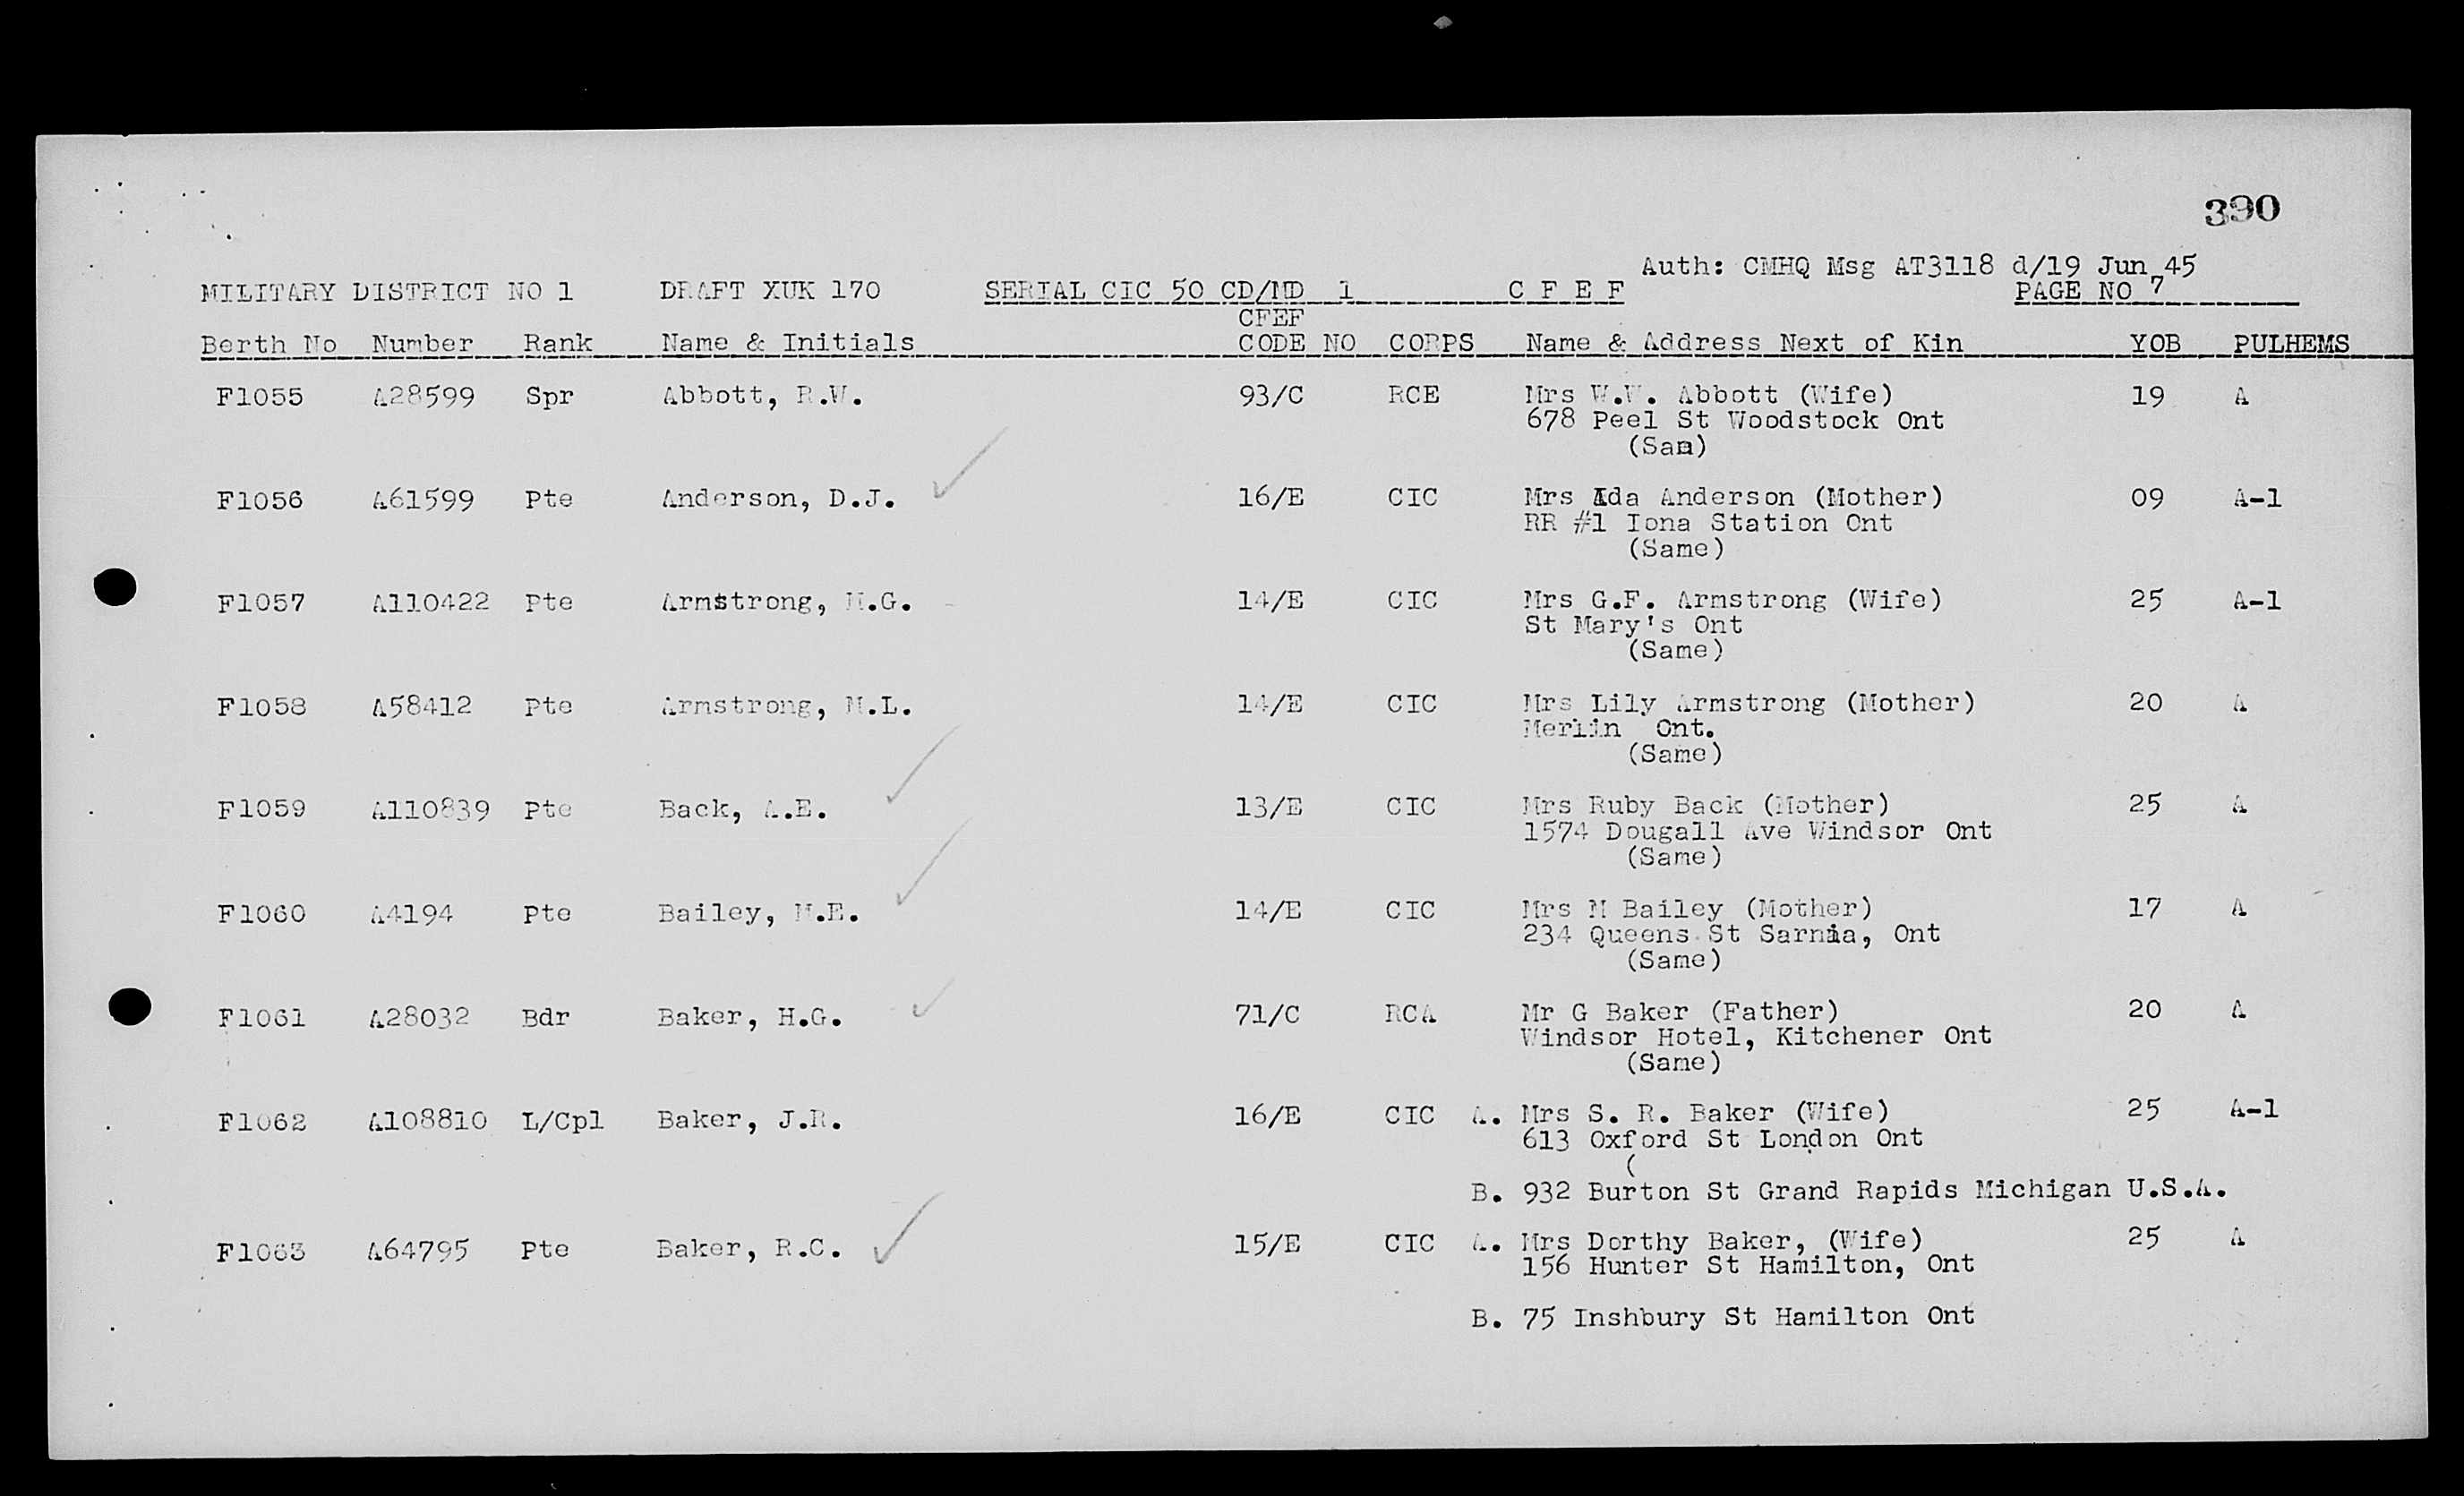 390
Auth: CMHQ Msg AT3118 d/19 Jun 45
MILITARY DISTRICT NO 1 DRAFT XUK 170 SERIAL CIC 50 CD/MD 1 C F E F PAGE NO 7
CFEF
Berth No Number Rank Name & Initials CODE NO CORPS Name & Address Next of Kin YOB PULHEMS
F1055 A28599 Spr Abbott, R.W. 93/C RCE Mrs W.W. Abbott (Wife) 19 A
678 Peel St Woodstock Ont
(Sam)
F1056 A61599 Pte Anderson, D.J. 16/E CIC Mrs Ida Anderson (Mother) 09 A-1
RR #1 Iona Station Ont
(Same)
F1057 A110422 Pte Armstrong, M.G. 14/E CIC Mrs G.F. Armstrong (Wife) 25 A-1
St Mary's Ont
(Same)
F1058 A58412 Pte Armstrong, M.L. 14/E CIC Mrs Lily Armstrong (Mother) 20 A
Merlin Ont.
(Same)
F1059 A110839 Pte Back, A.E. 13/E CIC Mrs Ruby Back (Mother) 25 A
1574 Dougall Ave Windsor Ont
(Same)
F1060 A4194 Pte Bailey, M.E. 14/E CIC Mrs M Bailey (Mother) 17 A
234 Queens St Sarnia, Ont
(Same)
F1061 A28032 Bdr Baker, H.G. 71/C RCA Mr G Baker (Father) 20 A
Windsor Hotel, Kitchener Ont
(Same)
F1062 A108810 L/Cpl Baker, J.R. 16/E CIC A. Mrs S. R. Baker (Wife) 25 A-1
613 Oxford St London Ont
(
B. 932 Burton St Grand Rapids Michigan U.S.A.
F1063 A64795 Pte Baker, R.C. 15/E CIC A. Mrs Dorthy Baker, (Wife) 25 A
156 Hunter St Hamilton, Ont
B. 75 Inshbury St Hamilton Ont